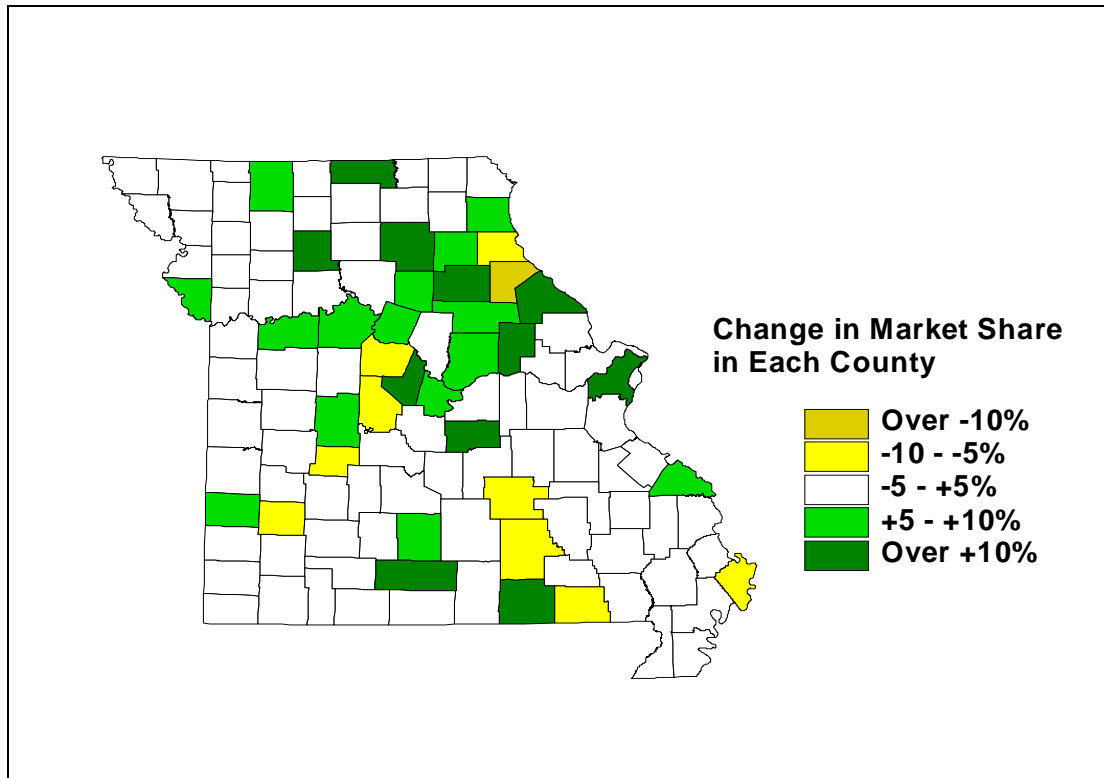 Change in Market Share
in Each County
Over -10%
-10 - -5%
-5 - +5%
+5 - +10%
Over +10%